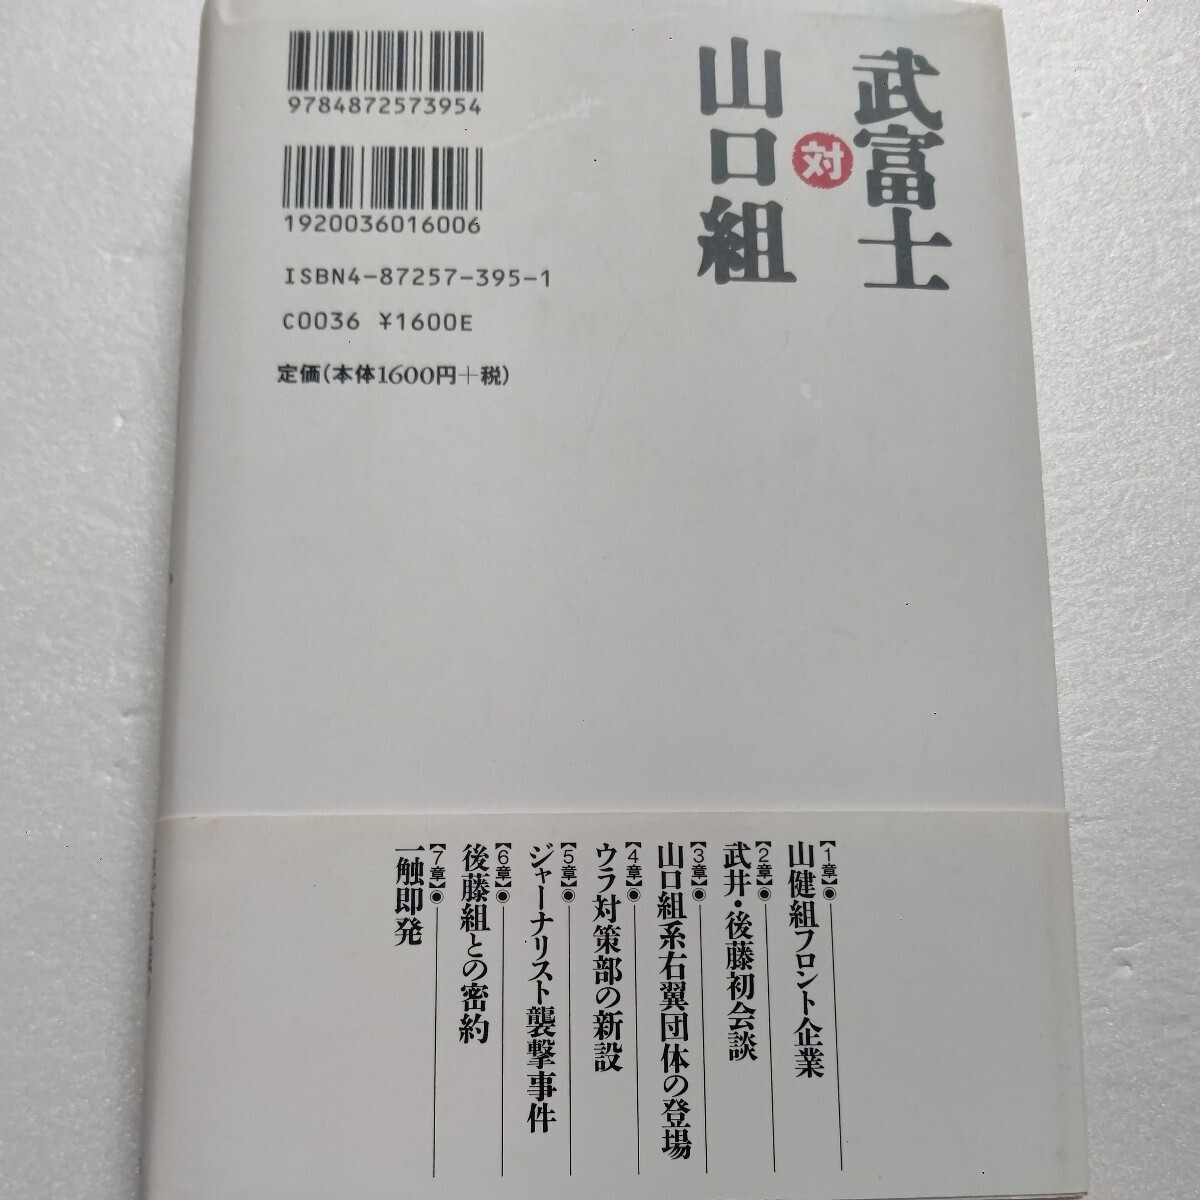 武富士
対
山口組
9784872573954
1920036016006
ISBN4-87257-395-1
C0036 ¥1600E
定価(本体1600円+税)
【1章】●
山健組フロント企業
【2章】●
武井・後藤初会談
【3章】●
山口組系右翼団体の登場
【4章】●
ウラ対策部の新設
【5章】●
ジャーナリスト襲撃事件
【6章】●
後藤組との密約
【7章】●
一触即発